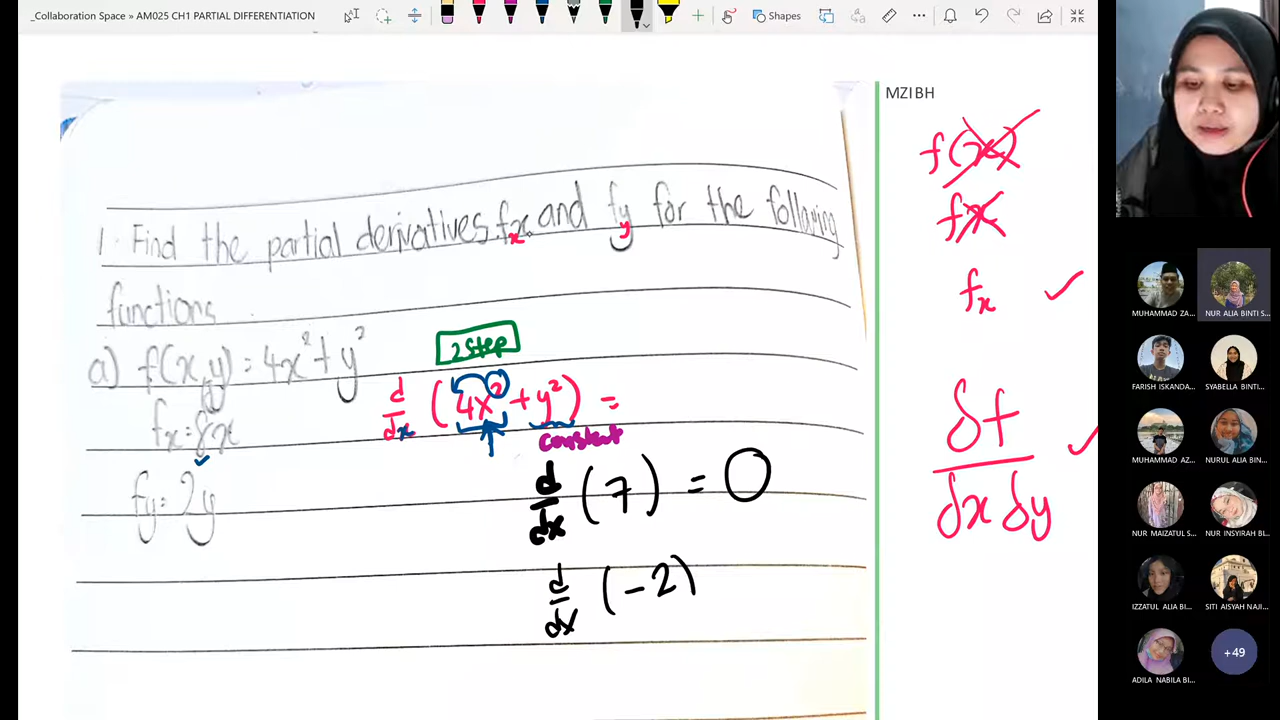 _Collaboration Space » AM025 CH1 PARTIAL DIFFERENTIATION
Shapes
MZIBH
f(x)
fx
f_x ✓
1. Find the partial derivatives fx and fy for the following
functions.
a) f(x,y) = 4x² + y²
2 step
d/dx (4x² + y²) =
constant
fx = 8x
fy = 2y
d/dx (7) = 0
d/dx (-2)
δf/δxδy ✓
MUHAMMAD ZA...
NUR ALIA BINTI S...
FARISH ISKANDA...
SYABELLA BINTI...
MUHAMMAD AZ...
NURUL ALIA BIN...
NUR MAIZATUL S...
NUR INSYIRAH BI...
IZZATUL ALIA BI...
SITI AISYAH NAJI...
ADILA NABILA BI...
+49